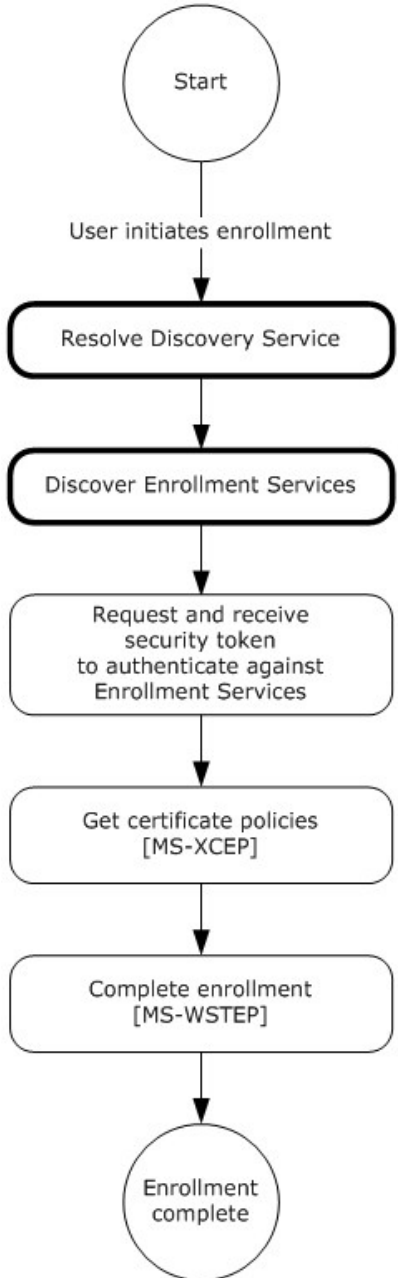 Start
User initiates enrollment
Resolve Discovery Service
Discover Enrollment Services
Request and receive
security token
to authenticate against
Enrollment Services
Get certificate policies
[MS-XCEP]
Complete enrollment
[MS-WSTEP]
Enrollment
complete